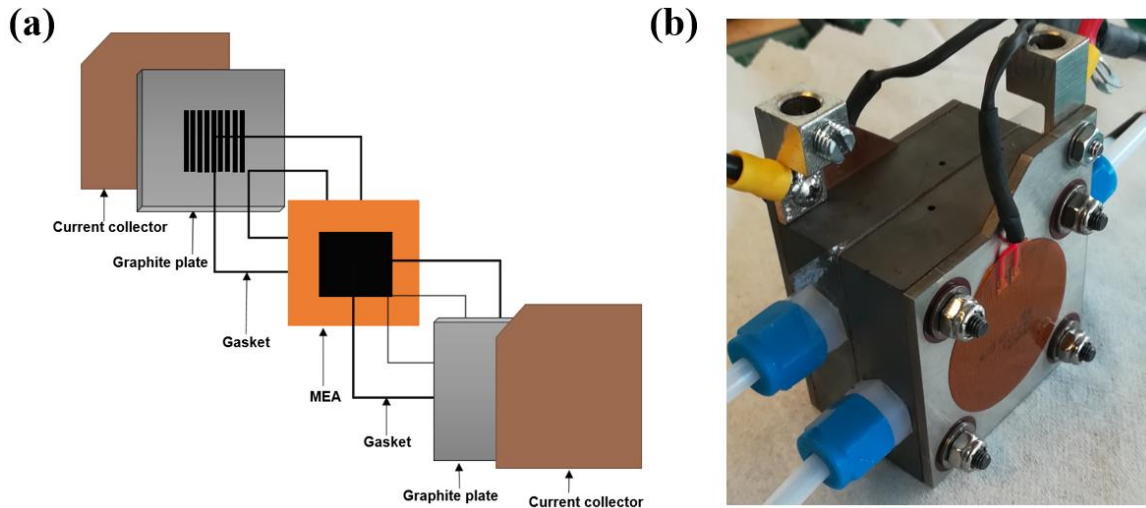 (a)
(b)
Current collector
Graphite plate
Gasket
MEA
Gasket
Graphite plate
Current collector